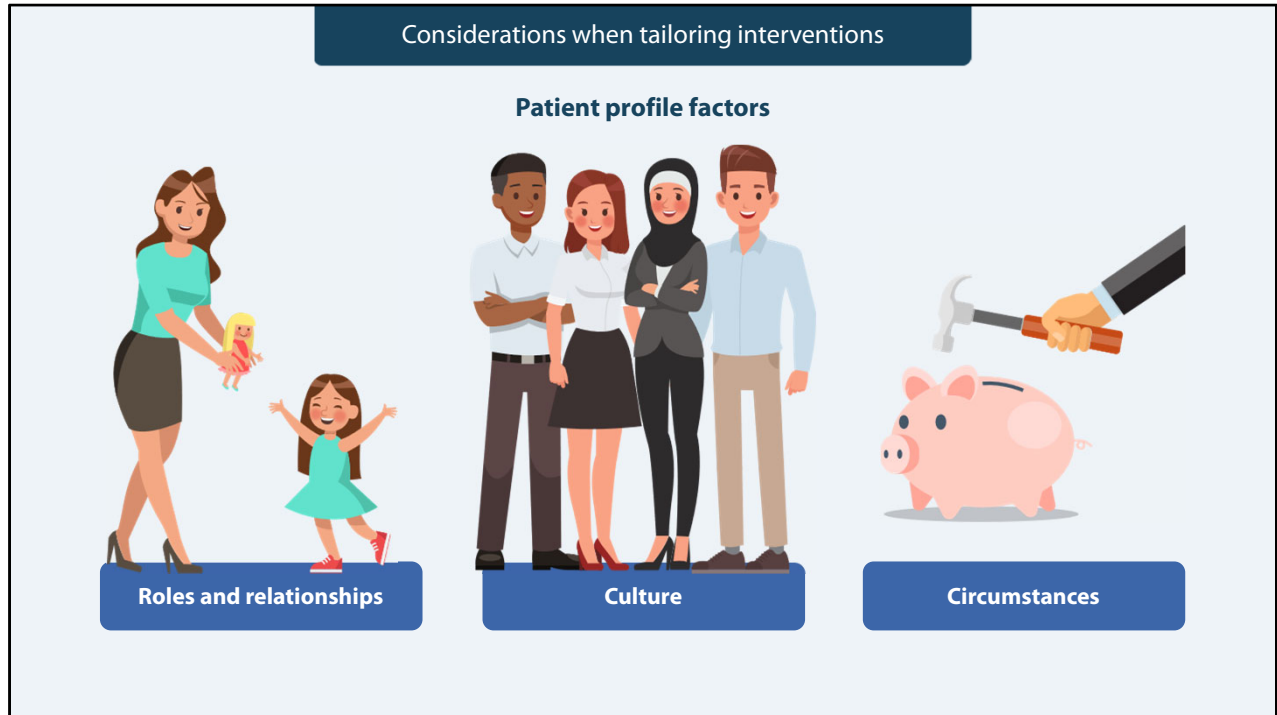 Considerations when tailoring interventions
Patient profile factors
Roles and relationships
Culture
Circumstances